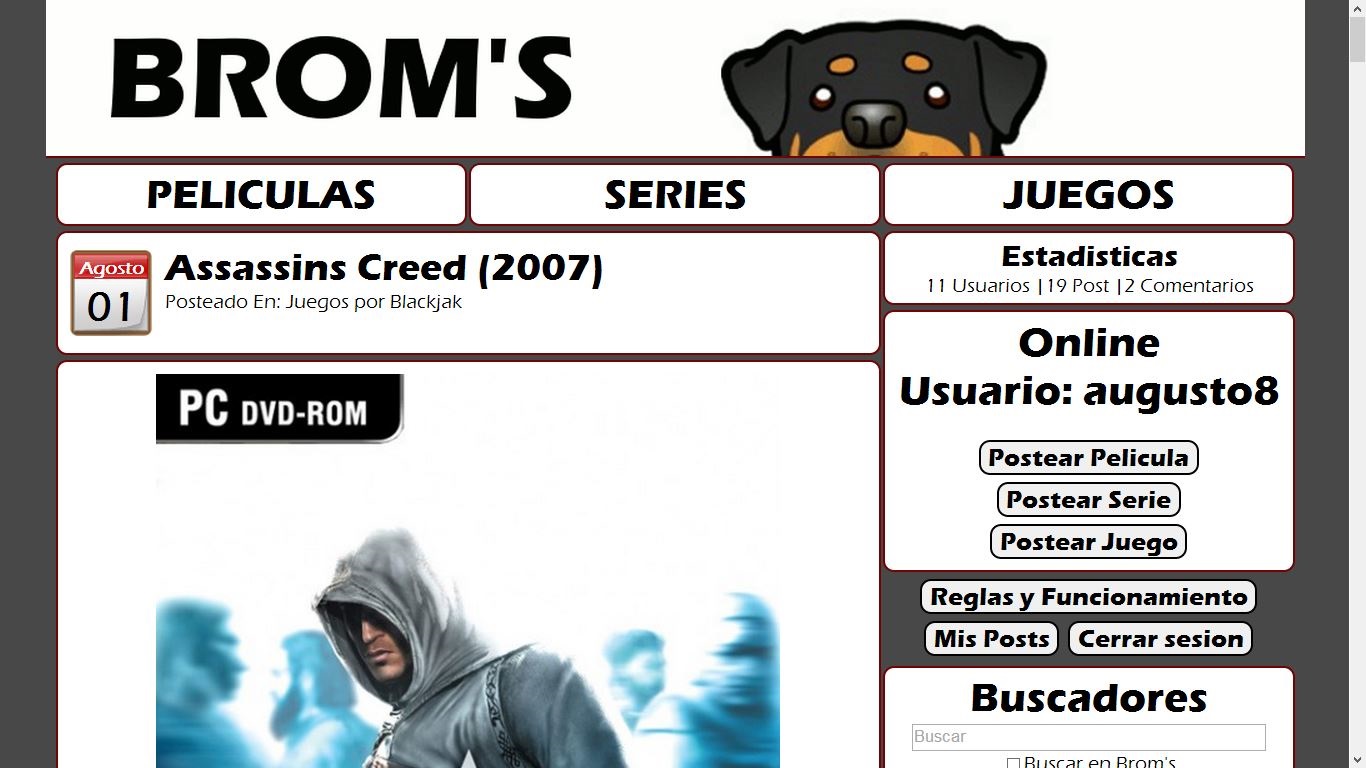 BROM'S
PELICULAS
SERIES
JUEGOS
Agosto
01
Assassins Creed (2007)
Posteado En: Juegos por Blackjak
PC DVD-ROM
Estadisticas
11 Usuarios |19 Post |2 Comentarios
Online
Usuario: augusto8
Postear Pelicula
Postear Serie
Postear Juego
Reglas y Funcionamiento
Mis Posts
Cerrar sesion
Buscadores
Buscar
Buscar en Brom's